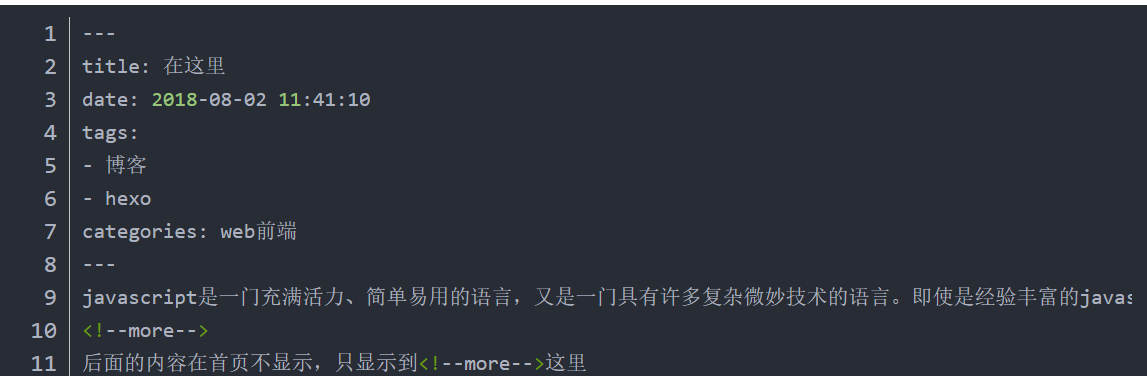 1 ---
2 title: 在这里
3 date: 2018-08-02 11:41:10
4 tags:
5 - 博客
6 - hexo
7 categories: web前端
8 ---
9 javascript是一门充满活力、简单易用的语言，又是一门具有许多复杂微妙技术的语言。即使是经验丰富的javas
10 <!--more-->
11 后面的内容在首页不显示，只显示到<!--more-->这里